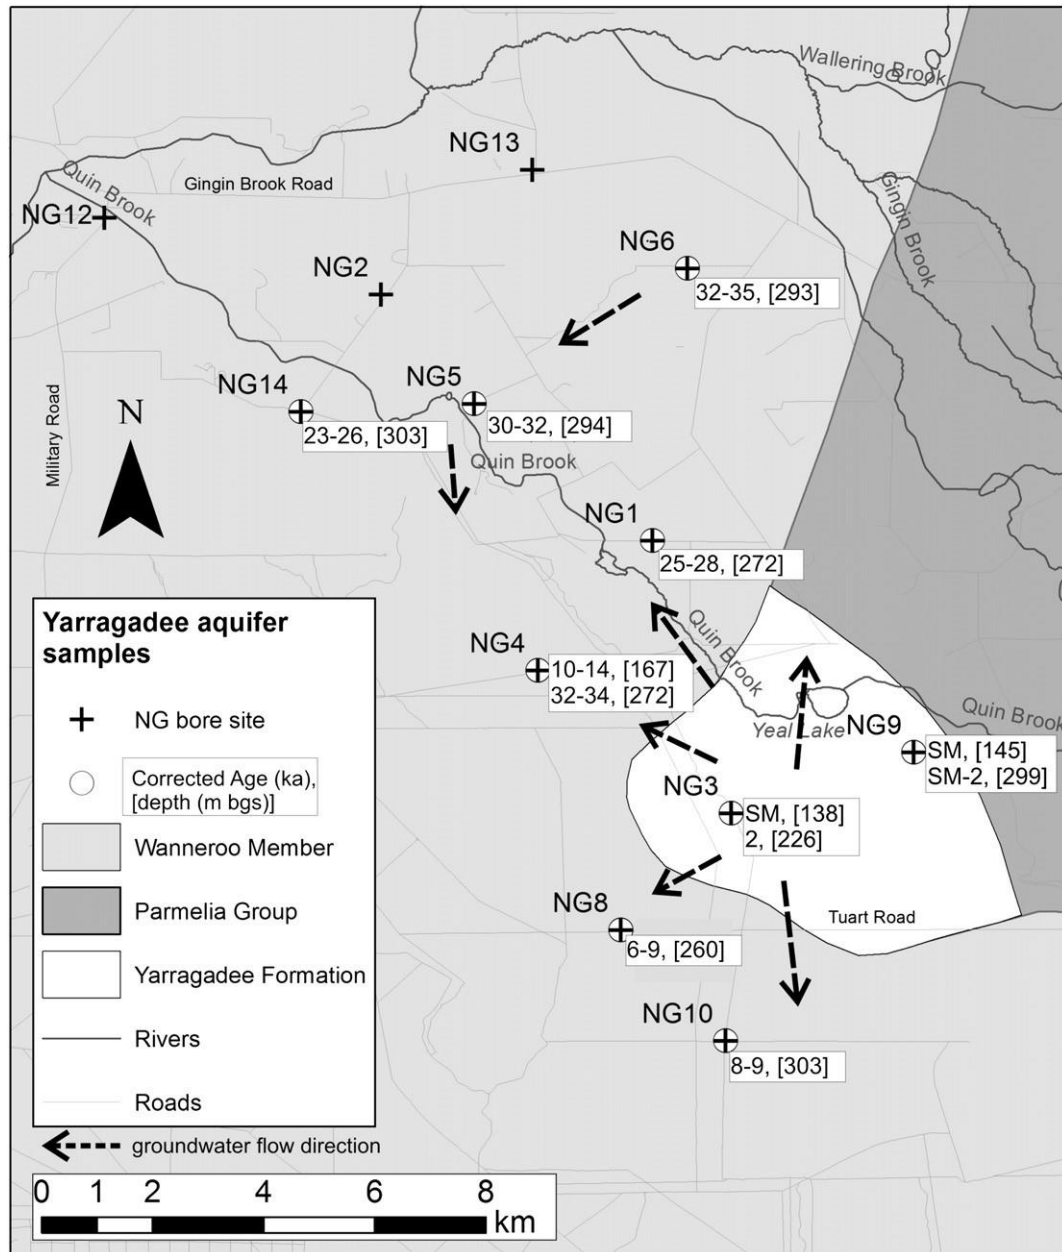 Wallering Brook
NG13
Quin Brook
Gingin Brook Road
Gingin Brook
NG12
NG6
NG2
32-35, [293]
NG5
NG14
30-32, [294]
23-26, [303]
Military Road
N
Quin Brook
NG1
25-28, [272]
Quin Brook
NG4
10-14, [167]
32-34, [272]
Quin Brook
Yeal Lake
NG9
SM, [145]
SM-2, [299]
NG3
SM, [138]
2, [226]
NG8
Tuart Road
6-9, [260]
NG10
8-9, [303]
Yarragadee aquifer
samples
NG bore site
Corrected Age (ka),
[depth (m bgs)]
Wanneroo Member
Parmelia Group
Yarragadee Formation
Rivers
Roads
groundwater flow direction
0 1 2 4 6 8
km